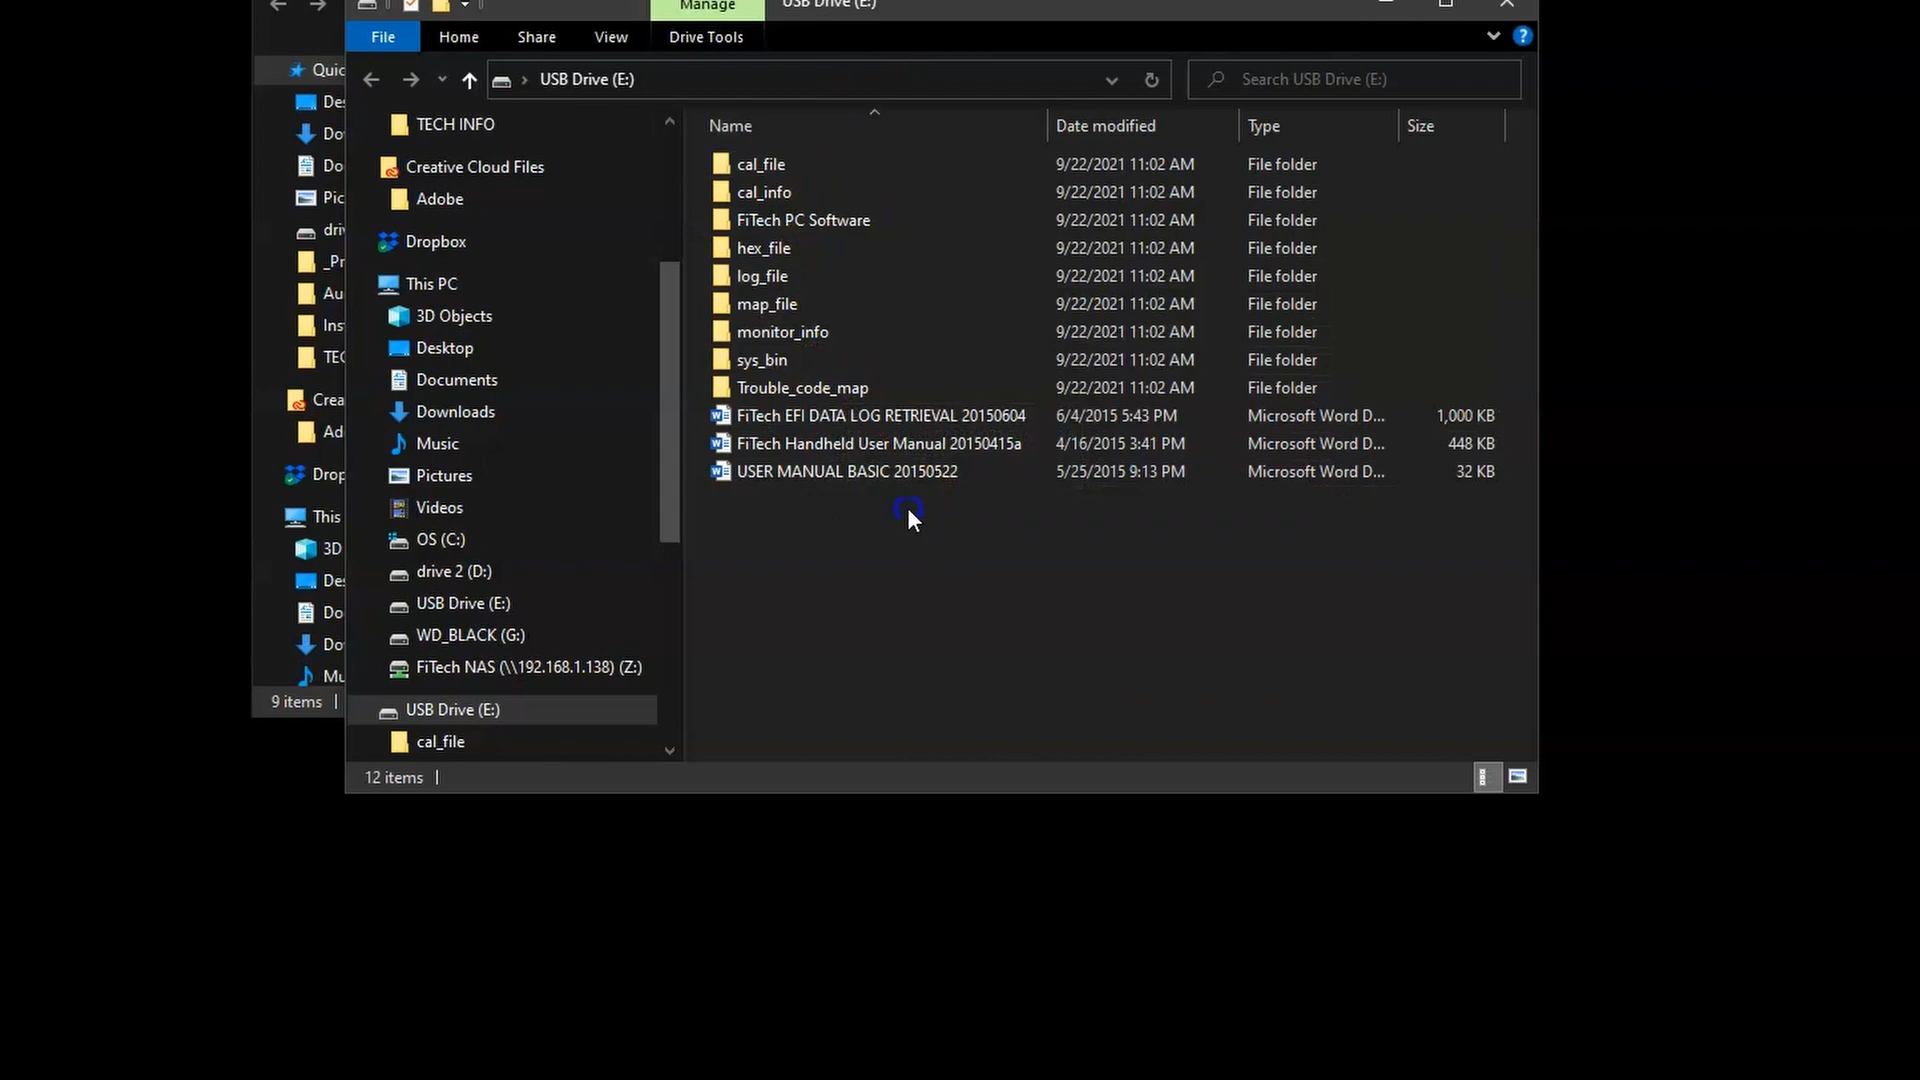 Manage USB Drive (E:)
File Home Share View Drive Tools
USB Drive (E:) Search USB Drive (E:)
Quic
Des
Do
Do
Pic
driv
_Pr
Au
Ins
TEC
Crea
Ad
Drop
This
3D
Des
Do
Do
Mu
9 items
TECH INFO
Creative Cloud Files
Adobe
Dropbox
This PC
3D Objects
Desktop
Documents
Downloads
Music
Pictures
Videos
OS (C:)
drive 2 (D:)
USB Drive (E:)
WD_BLACK (G:)
FiTech NAS (\\192.168.1.138) (Z:)
USB Drive (E:)
cal_file
Name Date modified Type Size
cal_file 9/22/2021 11:02 AM File folder
cal_info 9/22/2021 11:02 AM File folder
FiTech PC Software 9/22/2021 11:02 AM File folder
hex_file 9/22/2021 11:02 AM File folder
log_file 9/22/2021 11:02 AM File folder
map_file 9/22/2021 11:02 AM File folder
monitor_info 9/22/2021 11:02 AM File folder
sys_bin 9/22/2021 11:02 AM File folder
Trouble_code_map 9/22/2021 11:02 AM File folder
FiTech EFI DATA LOG RETRIEVAL 20150604 6/4/2015 5:43 PM Microsoft Word D... 1,000 KB
FiTech Handheld User Manual 20150415a 4/16/2015 3:41 PM Microsoft Word D... 448 KB
USER MANUAL BASIC 20150522 5/25/2015 9:13 PM Microsoft Word D... 32 KB
12 items